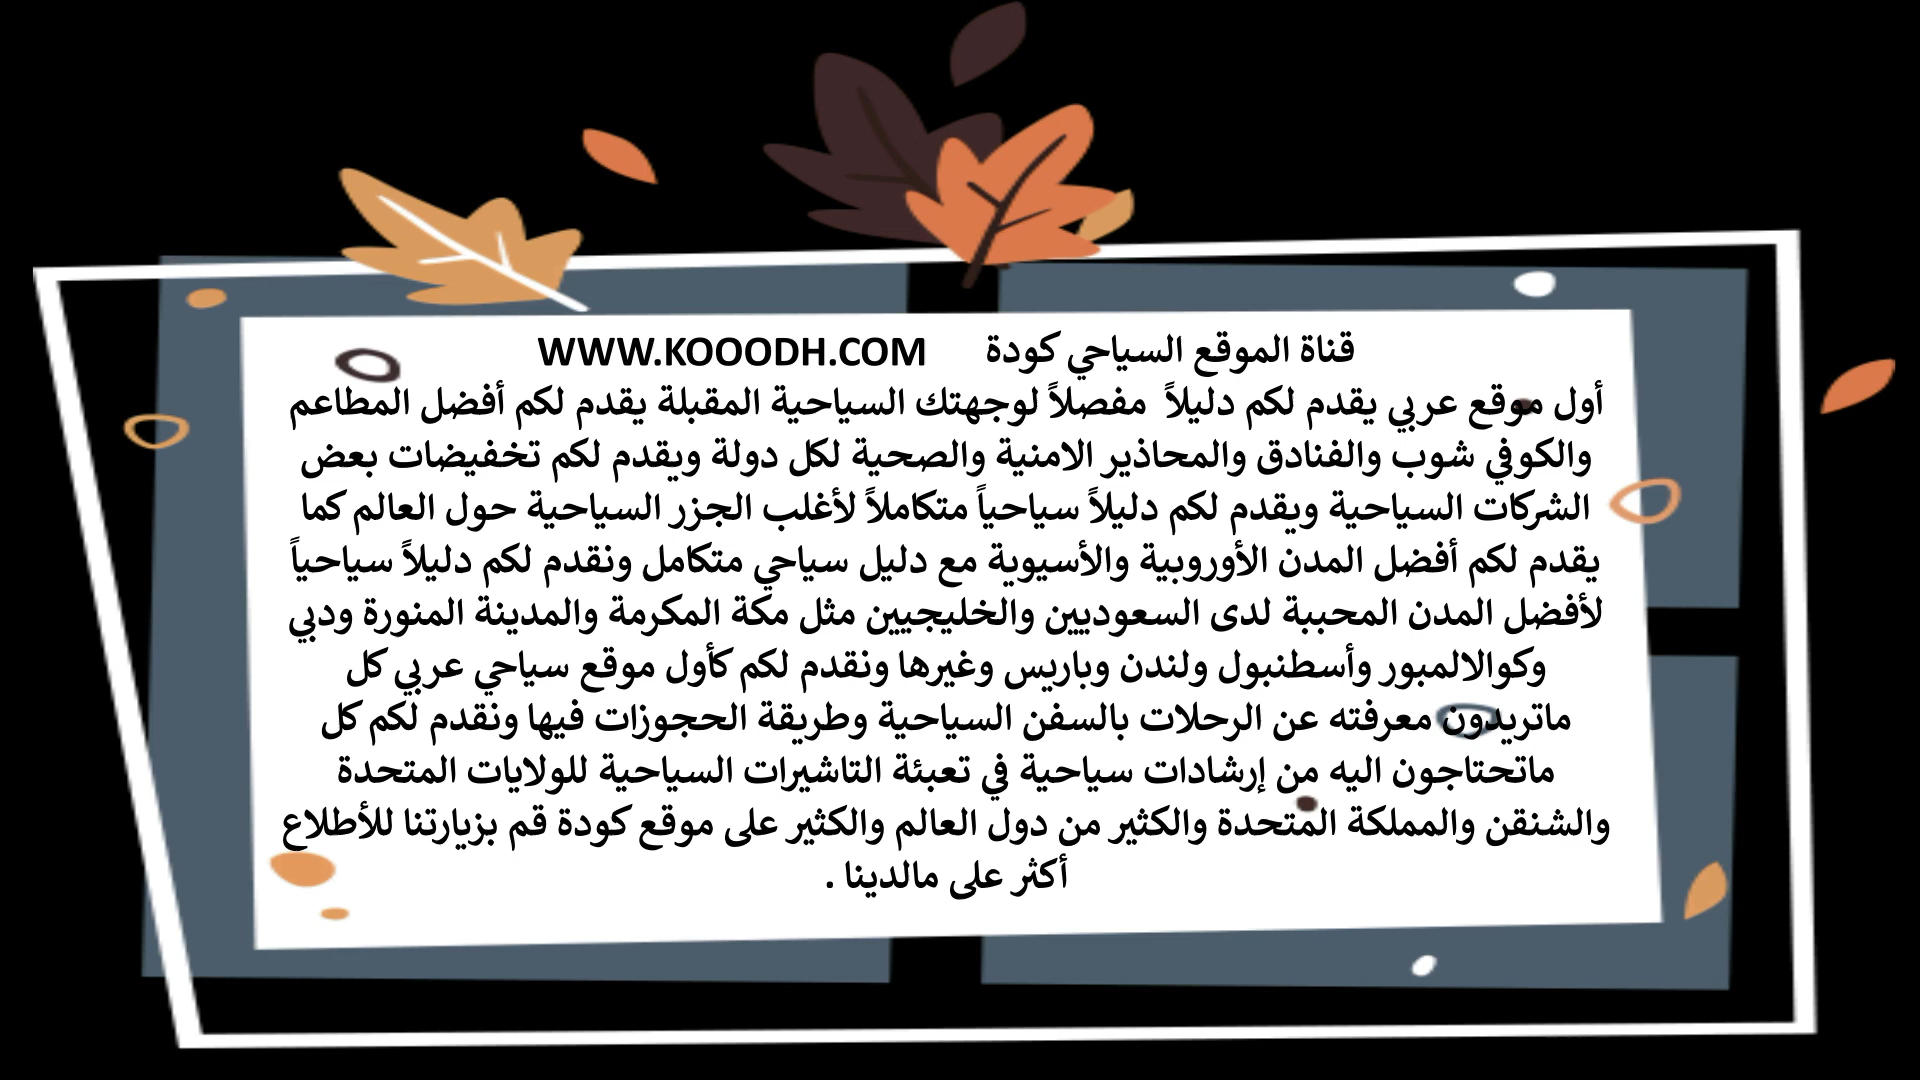 قناة الموقع السياحي كودة WWW.KOOODH.COM
أول موقع عربي يقدم لكم دليلاً مفصلاً لوجهتك السياحية المقبلة يقدم لكم أفضل المطاعم
والكوفي شوب والفنادق والمحاذير الامنية والصحية لكل دولة ويقدم لكم تخفيضات بعض
الشركات السياحية ويقدم لكم دليلاً سياحياً متكاملاً لأغلب الجزر السياحية حول العالم كما
يقدم لكم أفضل المدن الأوروبية والأسيوية مع دليل سياحي متكامل ونقدم لكم دليلاً سياحياً
لأفضل المدن المحببة لدى السعوديين والخليجيين مثل مكة المكرمة والمدينة المنورة ودبي
وكوالالمبور وأسطنبول ولندن وباريس وغيرها ونقدم لكم كأول موقع سياحي عربي كل
ماتريدون معرفته عن الرحلات بالسفن السياحية وطريقة الحجوزات فيها ونقدم لكم كل
ماتحتاجون اليه من إرشادات سياحية في تعبئة التاشيرات السياحية للولايات المتحدة
والشنقن والمملكة المتحدة والكثير من دول العالم والكثير على موقع كودة قم بزيارتنا للأطلاع
أكثر على مالدينا .